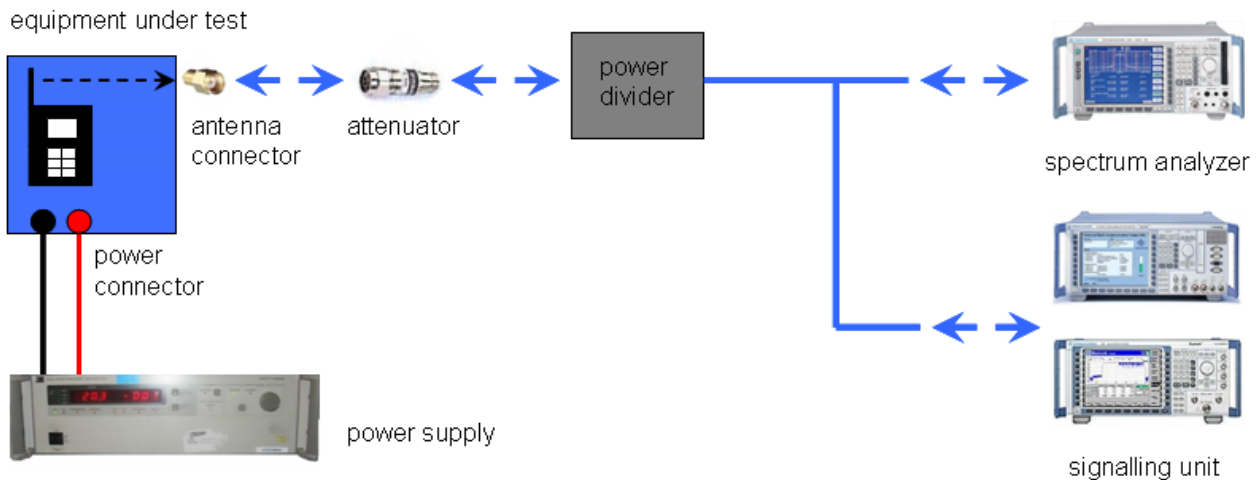 equipment under test
power
divider
antenna
connector
attenuator
spectrum analyzer
power
connector
power supply
signalling unit